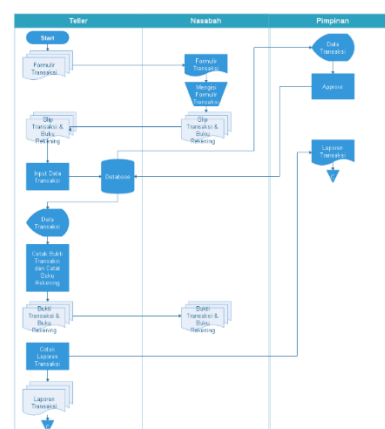 Teller
Nasabah
Pimpinan
Start
Formulir
Transaksi
Formulir
Transaksi
Mengisi
Formulir
Transaksi
Data
Transaksi
Approve
Slip
Transaksi &
Buku
Rekening
Slip
Transaksi &
Buku
Rekening
Input Data
Transaksi
Database
Laporan
Transaksi
Data
Transaksi
Cetak Bukti
Transaksi
dan Cetak
Buku
Rekening
Bukti
Transaksi &
Buku
Rekening
Bukti
Transaksi &
Buku
Rekening
Cetak
Laporan
Transaksi
Laporan
Transaksi